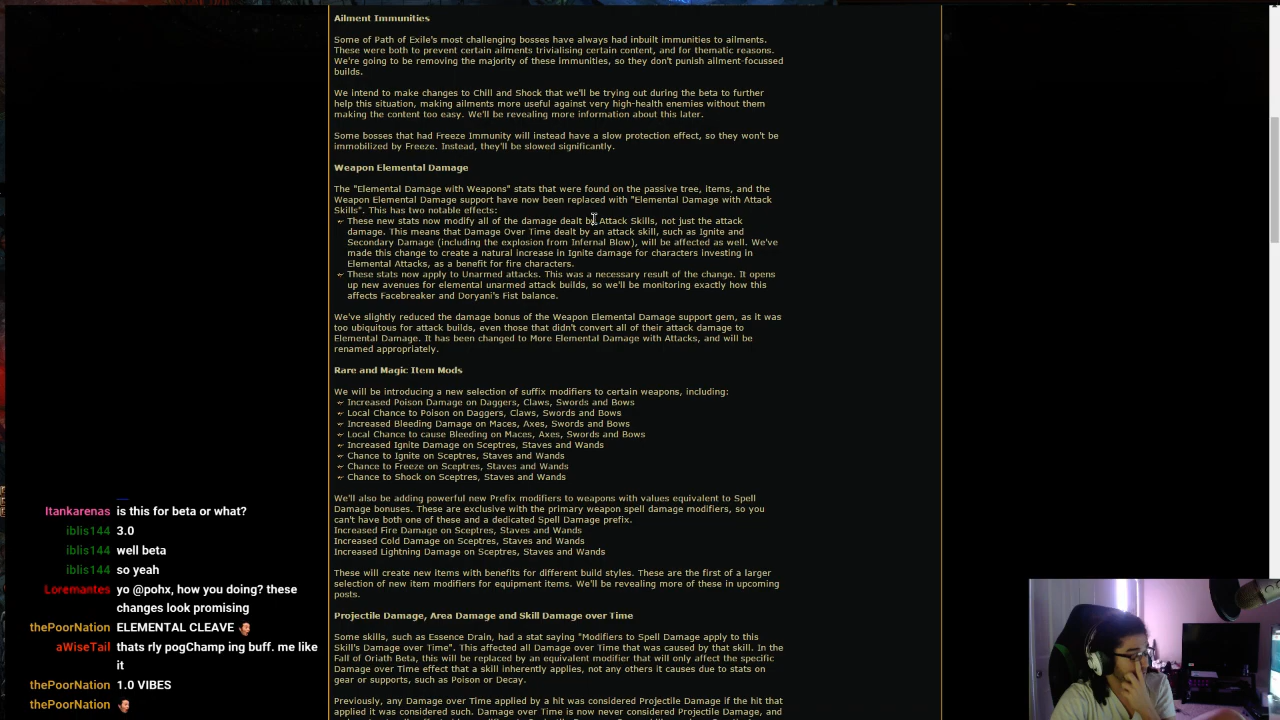 Ailment Immunities
Some of Path of Exile's most challenging bosses have always had inbuilt immunities to ailments.
These were both to prevent certain ailments trivialising certain content, and for thematic reasons.
We're going to be removing the majority of these immunities, so they don't punish ailment-focussed
builds.
We intend to make changes to Chill and Shock that we'll be trying out during the beta to further
help this situation, making ailments more useful against very high-health enemies without them
making the content too easy. We'll be revealing more information about this later.
Some bosses that had Freeze Immunity will instead have a slow protection effect, so they won't be
immobilized by Freeze. Instead, they'll be slowed significantly.
Weapon Elemental Damage
The "Elemental Damage with Weapons" stats that were found on the passive tree, items, and the
Weapon Elemental Damage support have now been replaced with "Elemental Damage with Attack
Skills". This has two notable effects:
These new stats now modify all of the damage dealt by Attack Skills, not just the attack
damage. This means that Damage Over Time dealt by an attack skill, such as Ignite and
Secondary Damage (including the explosion from Infernal Blow), will be affected as well. We've
made this change to create a natural increase in Ignite damage for characters investing in
Elemental Attacks, as a benefit for fire characters.
These stats now apply to Unarmed attacks. This was a necessary result of the change. It opens
up new avenues for elemental unarmed attack builds, so we'll be monitoring exactly how this
affects Facebreaker and Doryani's Fist balance.
We've slightly reduced the damage bonus of the Weapon Elemental Damage support gem, as it was
too ubiquitous for attack builds, even those that didn't convert all of their attack damage to
Elemental Damage. It has been changed to More Elemental Damage with Attacks, and will be
renamed appropriately.
Rare and Magic Item Mods
We will be introducing a new selection of suffix modifiers to certain weapons, including:
Increased Poison Damage on Daggers, Claws, Swords and Bows
Local Chance to Poison on Daggers, Claws, Swords and Bows
Increased Bleeding Damage on Maces, Axes, Swords and Bows
Local Chance to cause Bleeding on Maces, Axes, Swords and Bows
Increased Ignite Damage on Sceptres, Staves and Wands
Chance to Ignite on Sceptres, Staves and Wands
Chance to Freeze on Sceptres, Staves and Wands
Chance to Shock on Sceptres, Staves and Wands
We'll also be adding powerful new Prefix modifiers to weapons with values equivalent to Spell
Damage bonuses. These are exclusive with the primary weapon spell damage modifiers, so you
can't have both one of these and a dedicated Spell Damage prefix.
Increased Fire Damage on Sceptres, Staves and Wands
Increased Cold Damage on Sceptres, Staves and Wands
Increased Lightning Damage on Sceptres, Staves and Wands
These will create new items with benefits for different build styles. These are the first of a larger
selection of new item modifiers for equipment items. We'll be revealing more of these in upcoming
posts.
Projectile Damage, Area Damage and Skill Damage over Time
Some skills, such as Essence Drain, had a stat saying "Modifiers to Spell Damage apply to this
Skill's Damage over Time". This affected all Damage over Time that was caused by that skill. In the
Fall of Oriath Beta, this will be replaced by an equivalent modifier that will only affect the specific
Damage over Time effect that a skill inherently applies, not any others it causes due to stats on
gear or supports, such as Poison or Decay.
Previously, any Damage over Time applied by a hit was considered Projectile Damage if the hit
that applied it was considered such. Damage over Time is now never considered Projectile Damage, and
Itankarenas is this for beta or what?
iblis144 3.0
iblis144 well beta
iblis144 so yeah
Loremantes yo @pohx, how you doing? these
changes look promising
thePoorNation ELEMENTAL CLEAVE
aWiseTail thats rly pogChamp ing buff. me like
it
thePoorNation 1.0 VIBES
thePoorNation